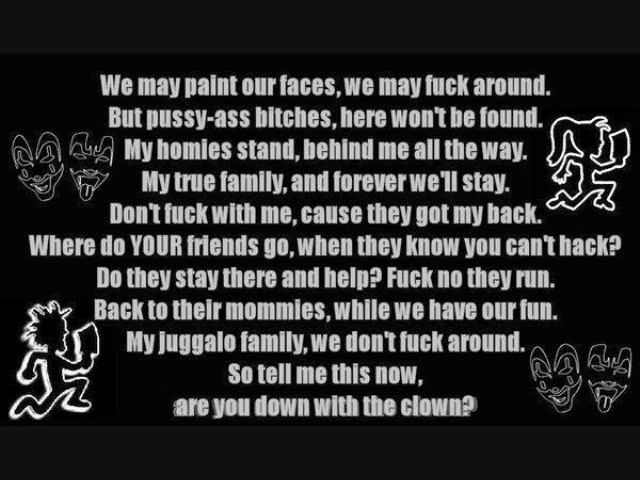 We may paint our faces, we may fuck around.
But pussy-ass bitches, here won't be found.
My homies stand, behind me all the way.
My true family, and forever we'll stay.
Don't fuck with me, cause they got my back.
Where do YOUR friends go, when they know you can't hack?
Do they stay there and help? Fuck no they run.
Back to their mommies, while we have our fun.
My juggalo family, we don't fuck around.
So tell me this now,
are you down with the clown?